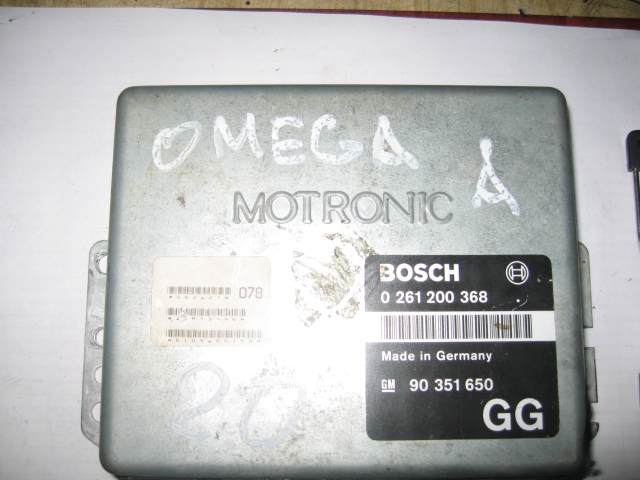 OMEGA
A
MOTRONIC
078
BOSCH
0 261 200 368
Made in Germany
GM 90 351 650
GG
20